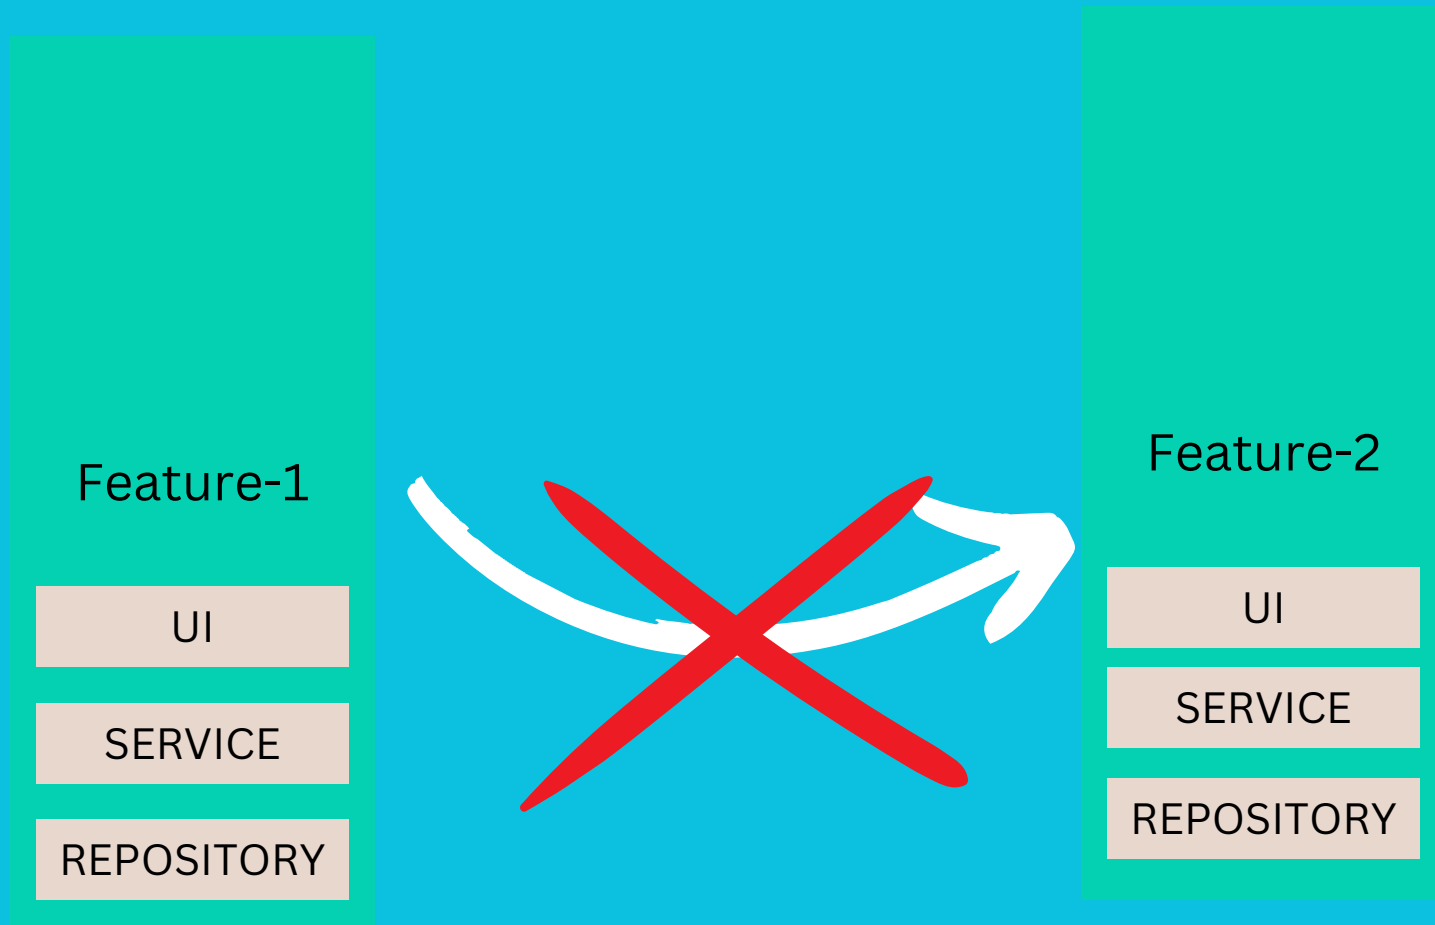 Feature-1
UI
SERVICE
REPOSITORY
Feature-2
UI
SERVICE
REPOSITORY